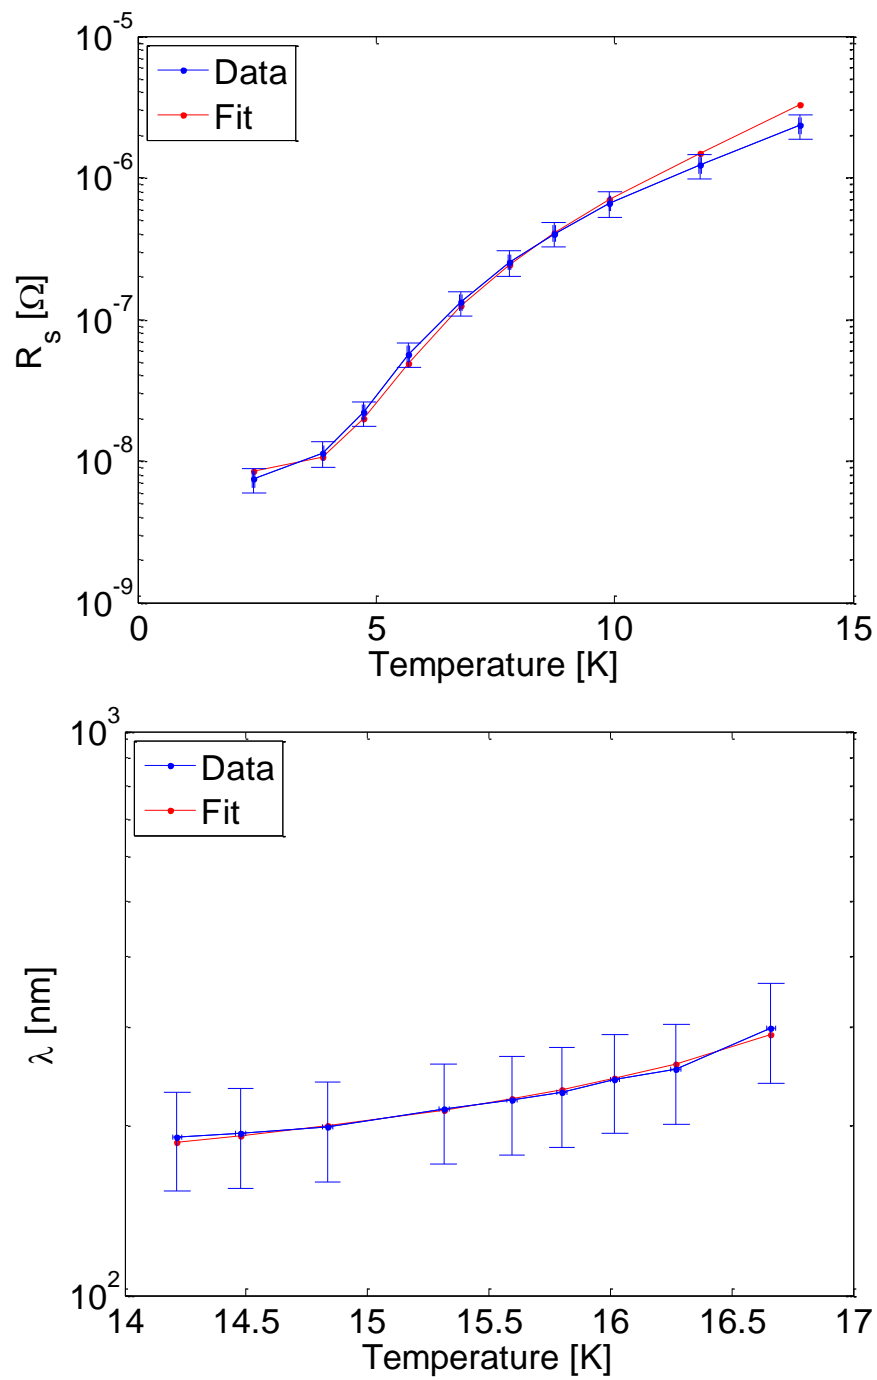 10^-5
Data
Fit
10^-6
10^-7
R_s [Ω]
10^-8
10^-9
0 5 10 15
Temperature [K]
10^3
Data
Fit
λ [nm]
10^2
14 14.5 15 15.5 16 16.5 17
Temperature [K]